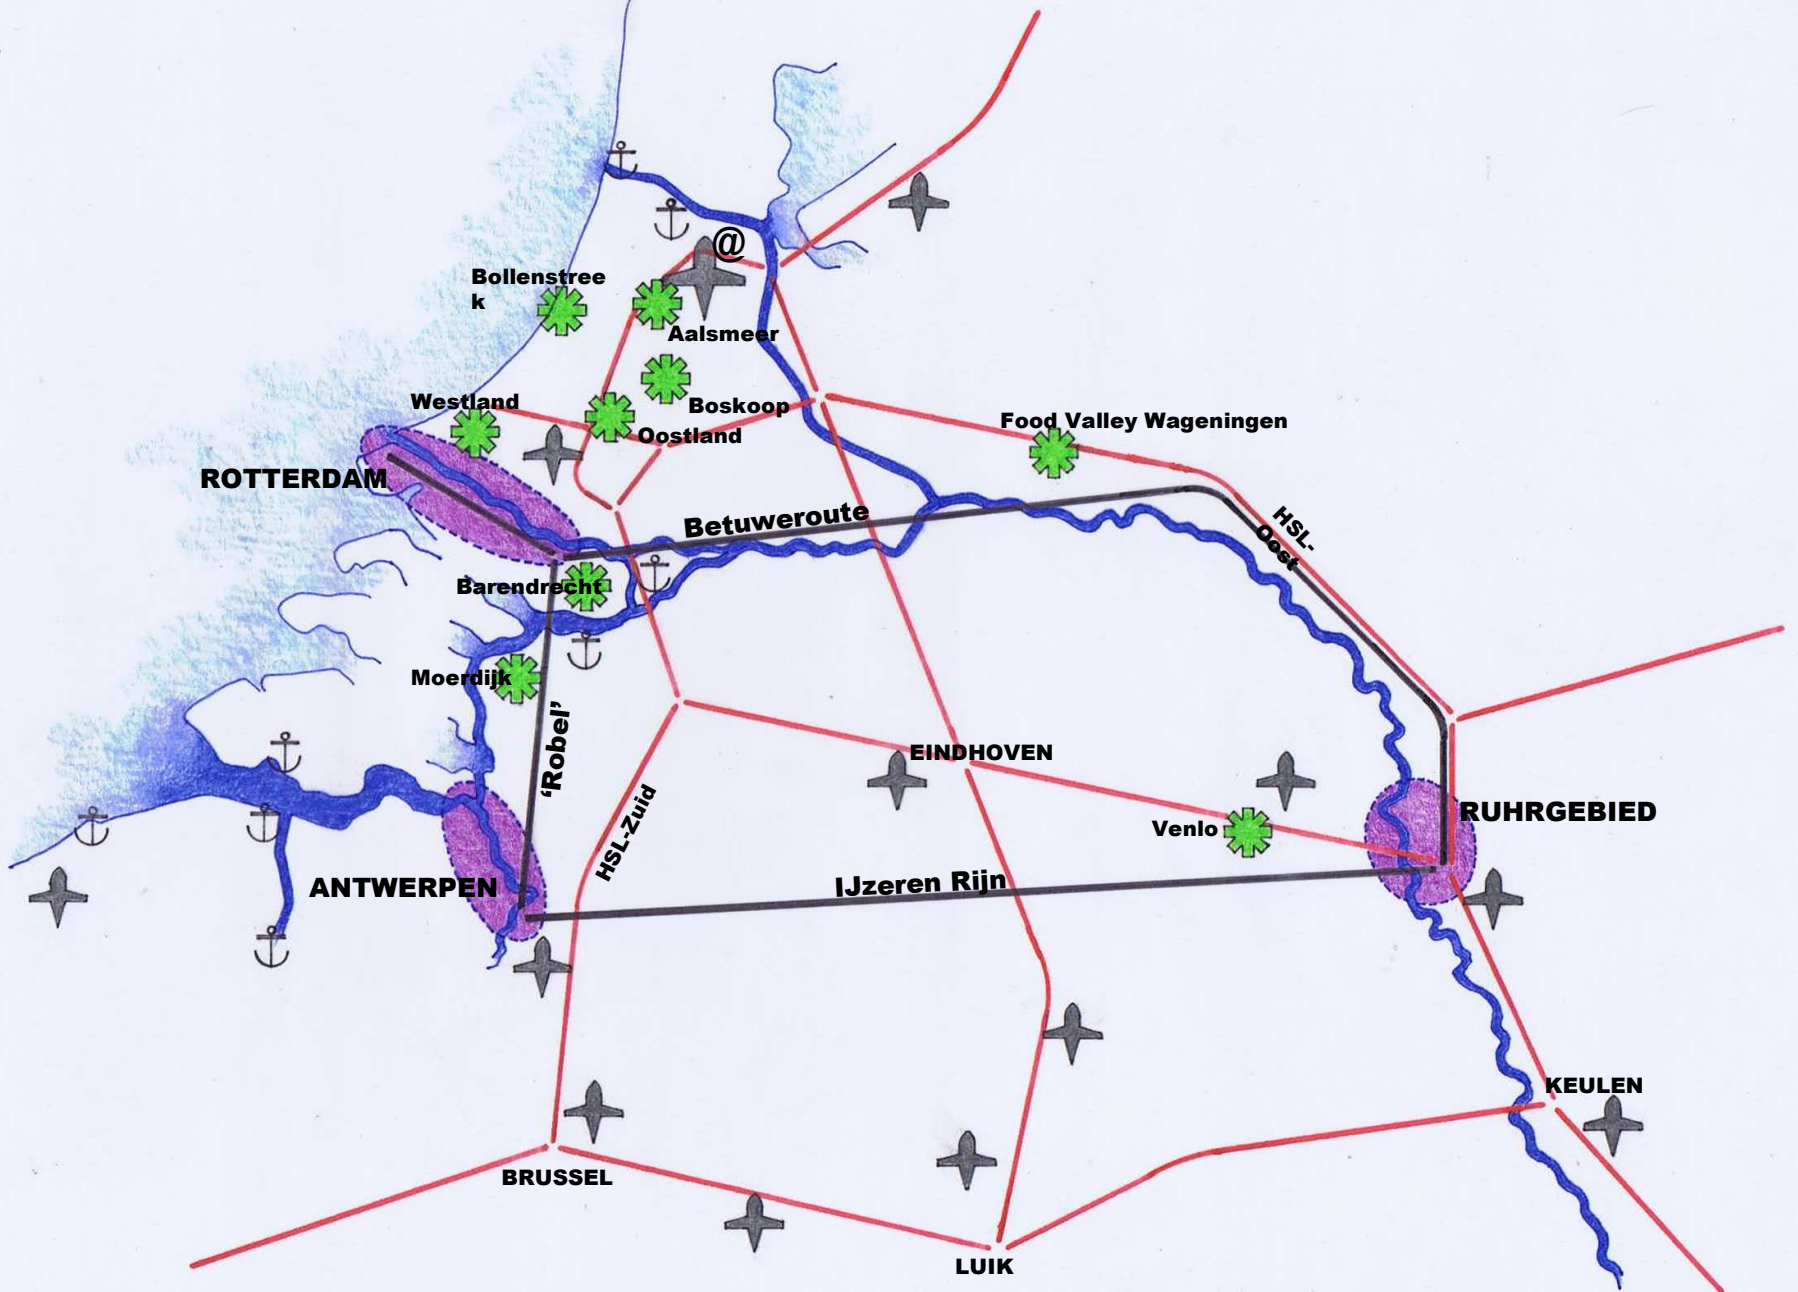 @
Bollenstree
k
Aalsmeer
Westland
Boskoop
Oostland
Food Valley Wageningen
ROTTERDAM
Betuweroute
HSL-
Oost
Barendrecht
Moerdijk
'Robel'
EINDHOVEN
HSL-Zuid
Venlo
RUHRGEBIED
ANTWERPEN
IJzeren Rijn
KEULEN
BRUSSEL
LUIK